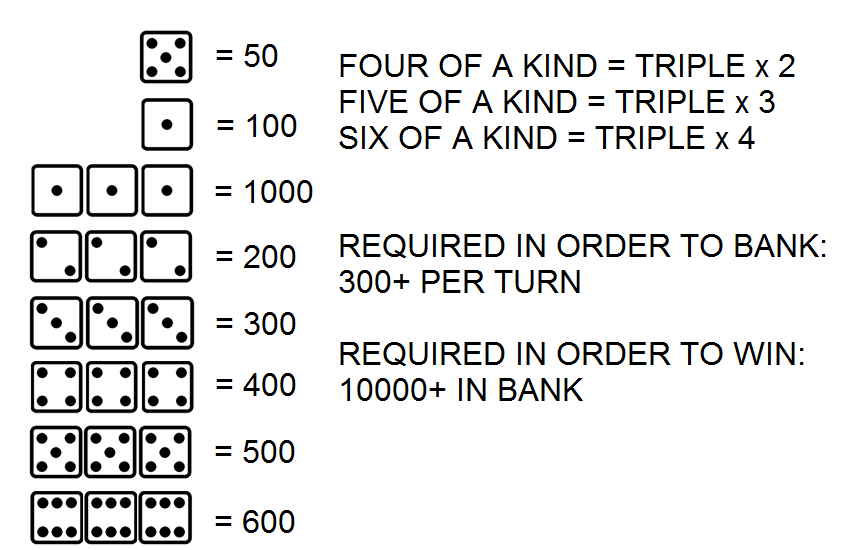 = 50
= 100
= 1000
= 200
= 300
= 400
= 500
= 600
FOUR OF A KIND = TRIPLE x 2
FIVE OF A KIND = TRIPLE x 3
SIX OF A KIND = TRIPLE x 4
REQUIRED IN ORDER TO BANK:
300+ PER TURN
REQUIRED IN ORDER TO WIN:
10000+ IN BANK